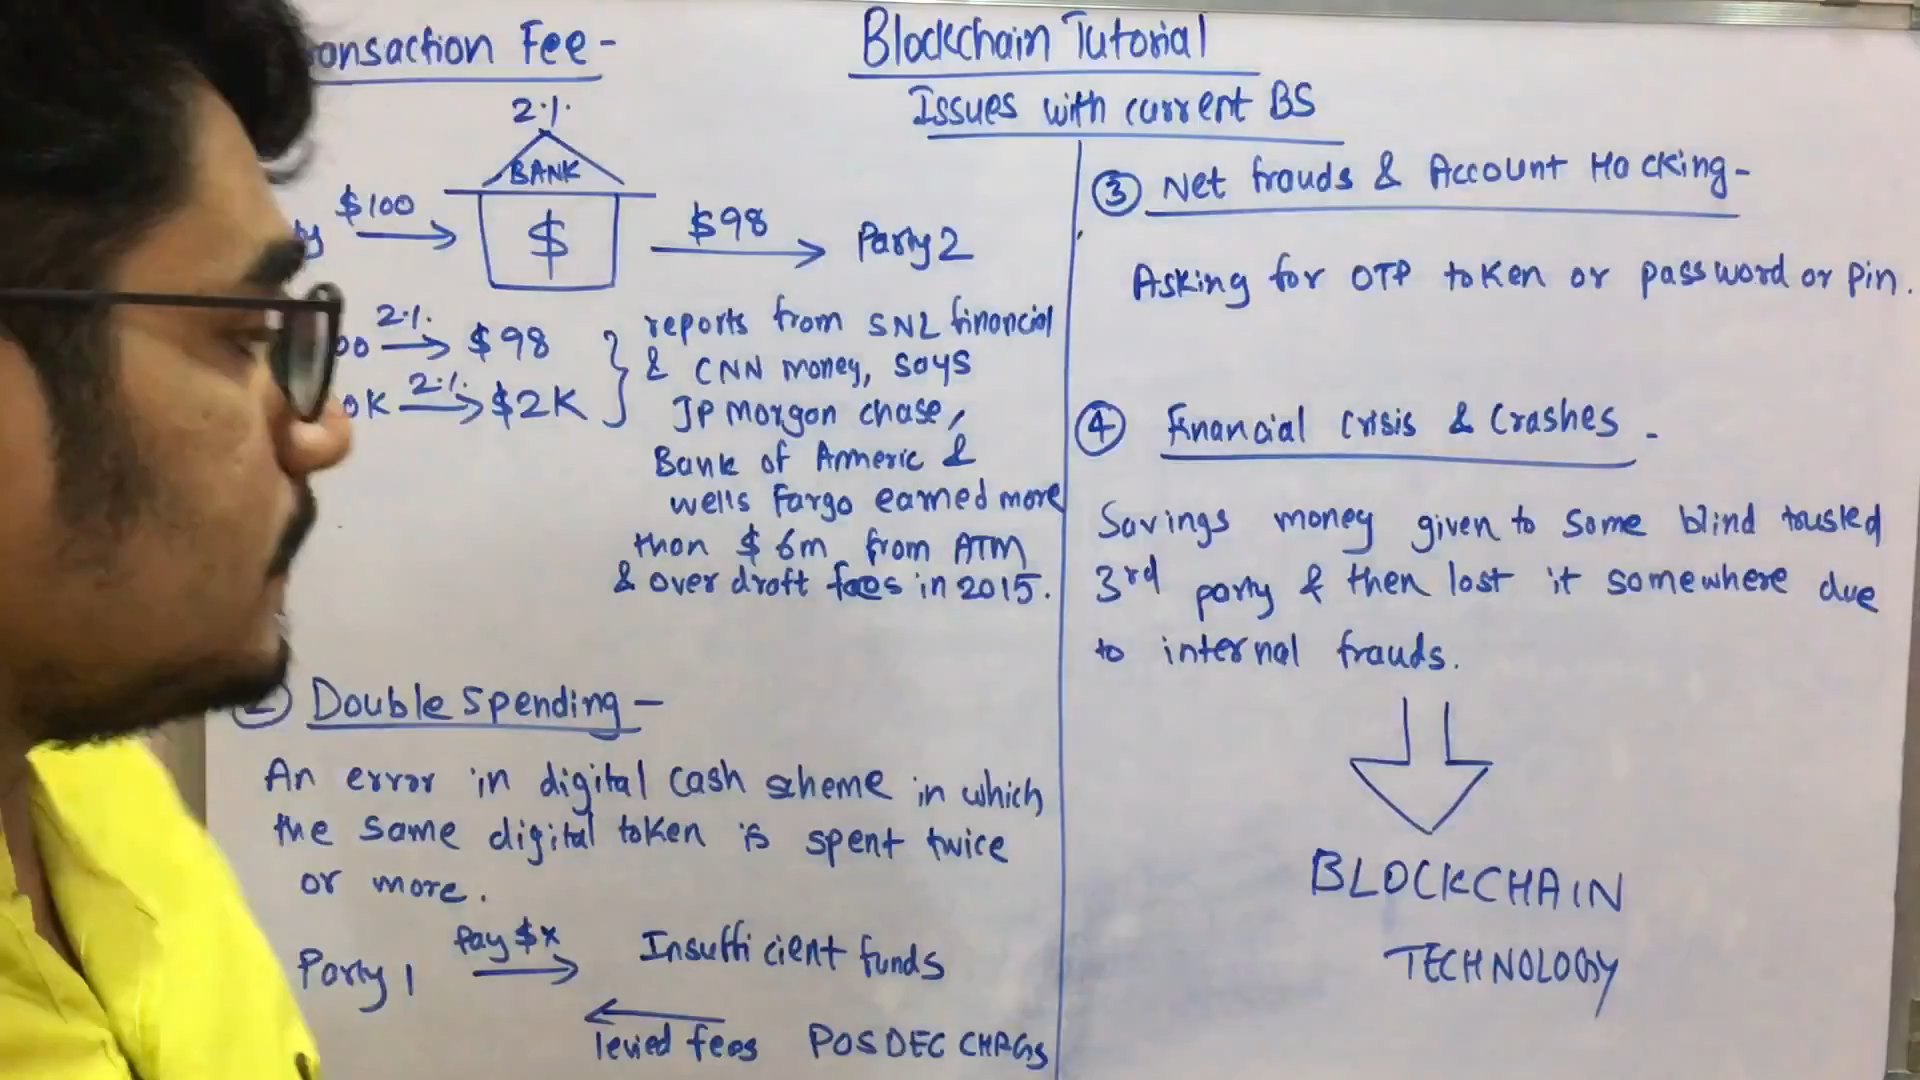 Blockchain Tutorial
Issues with current BS
onsaction Fee -
2%
BANK
$100
$
$98
Party 2
2%
00 $98
2%
0K $2K
reports from SNL financial
& CNN money, says
JP morgan chase,
Bank of Americ &
wells Fargo earned more
than $6m from ATM
& over draft fees in 2015.
Double spending -
An error in digital cash scheme in which
the same digital token is spent twice
or more.
Party 1 Pay $x Insufficient funds
levied fees POSDEC CHRGS
③ Net frauds & Account Hacking -
Asking for OTP token or password or pin.
④ Financial crisis & Crashes -
Savings money given to some blind trusted
3rd party & then lost it somewhere due
to internal frauds.
BLOCKCHAIN
TECHNOLOGY